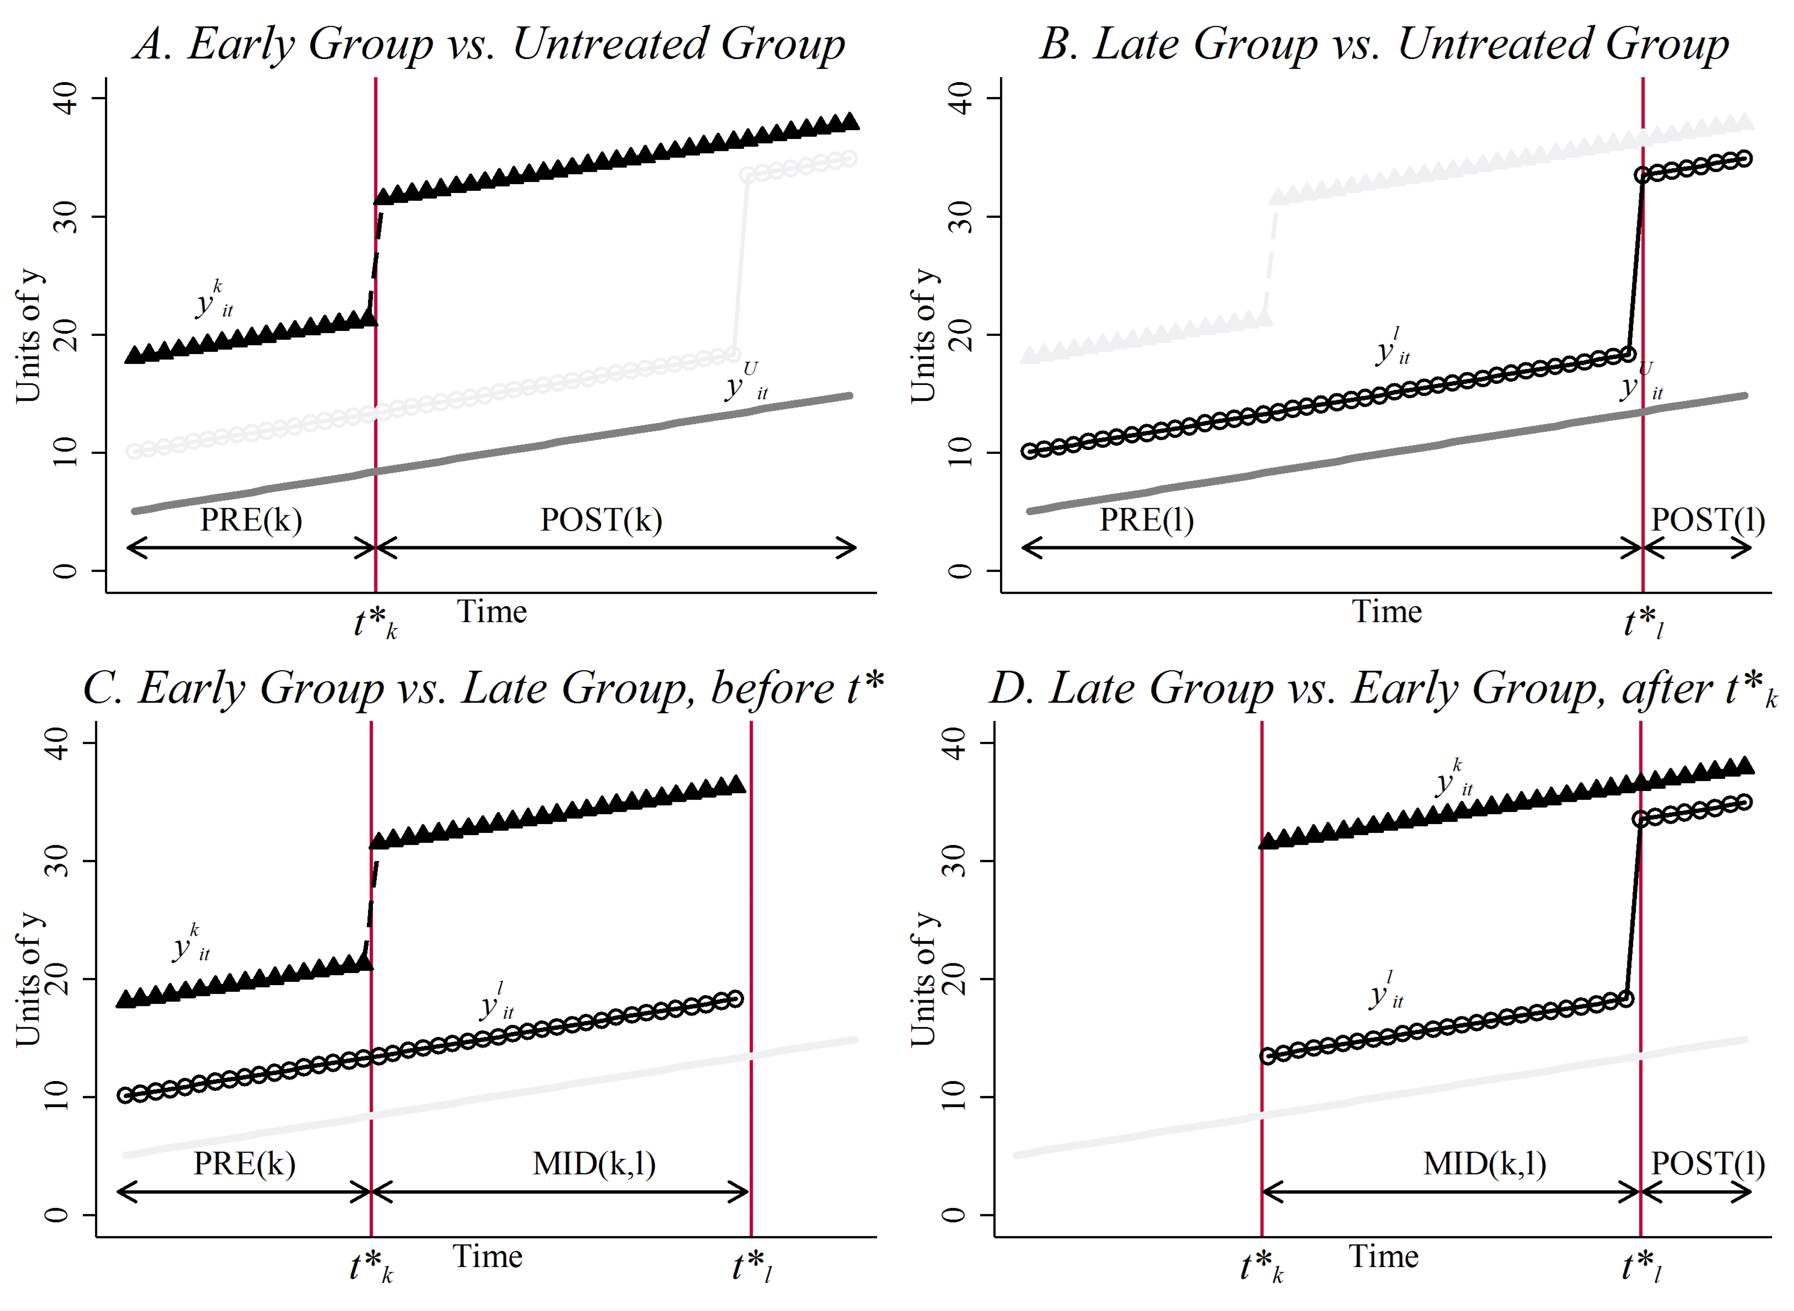 A. Early Group vs. Untreated Group
40
30
20
10
0
Units of y
y^k_it
y^U_it
PRE(k)
POST(k)
t*_k
Time
B. Late Group vs. Untreated Group
40
30
20
10
0
Units of y
y^l_it
y^U_it
PRE(l)
POST(l)
Time
t*_l
C. Early Group vs. Late Group, before t*
40
30
20
10
0
Units of y
y^k_it
y^l_it
PRE(k)
MID(k,l)
t*_k
Time
t*_l
D. Late Group vs. Early Group, after t*_k
40
30
20
10
0
Units of y
y^k_it
y^l_it
MID(k,l)
POST(l)
t*_k
Time
t*_l